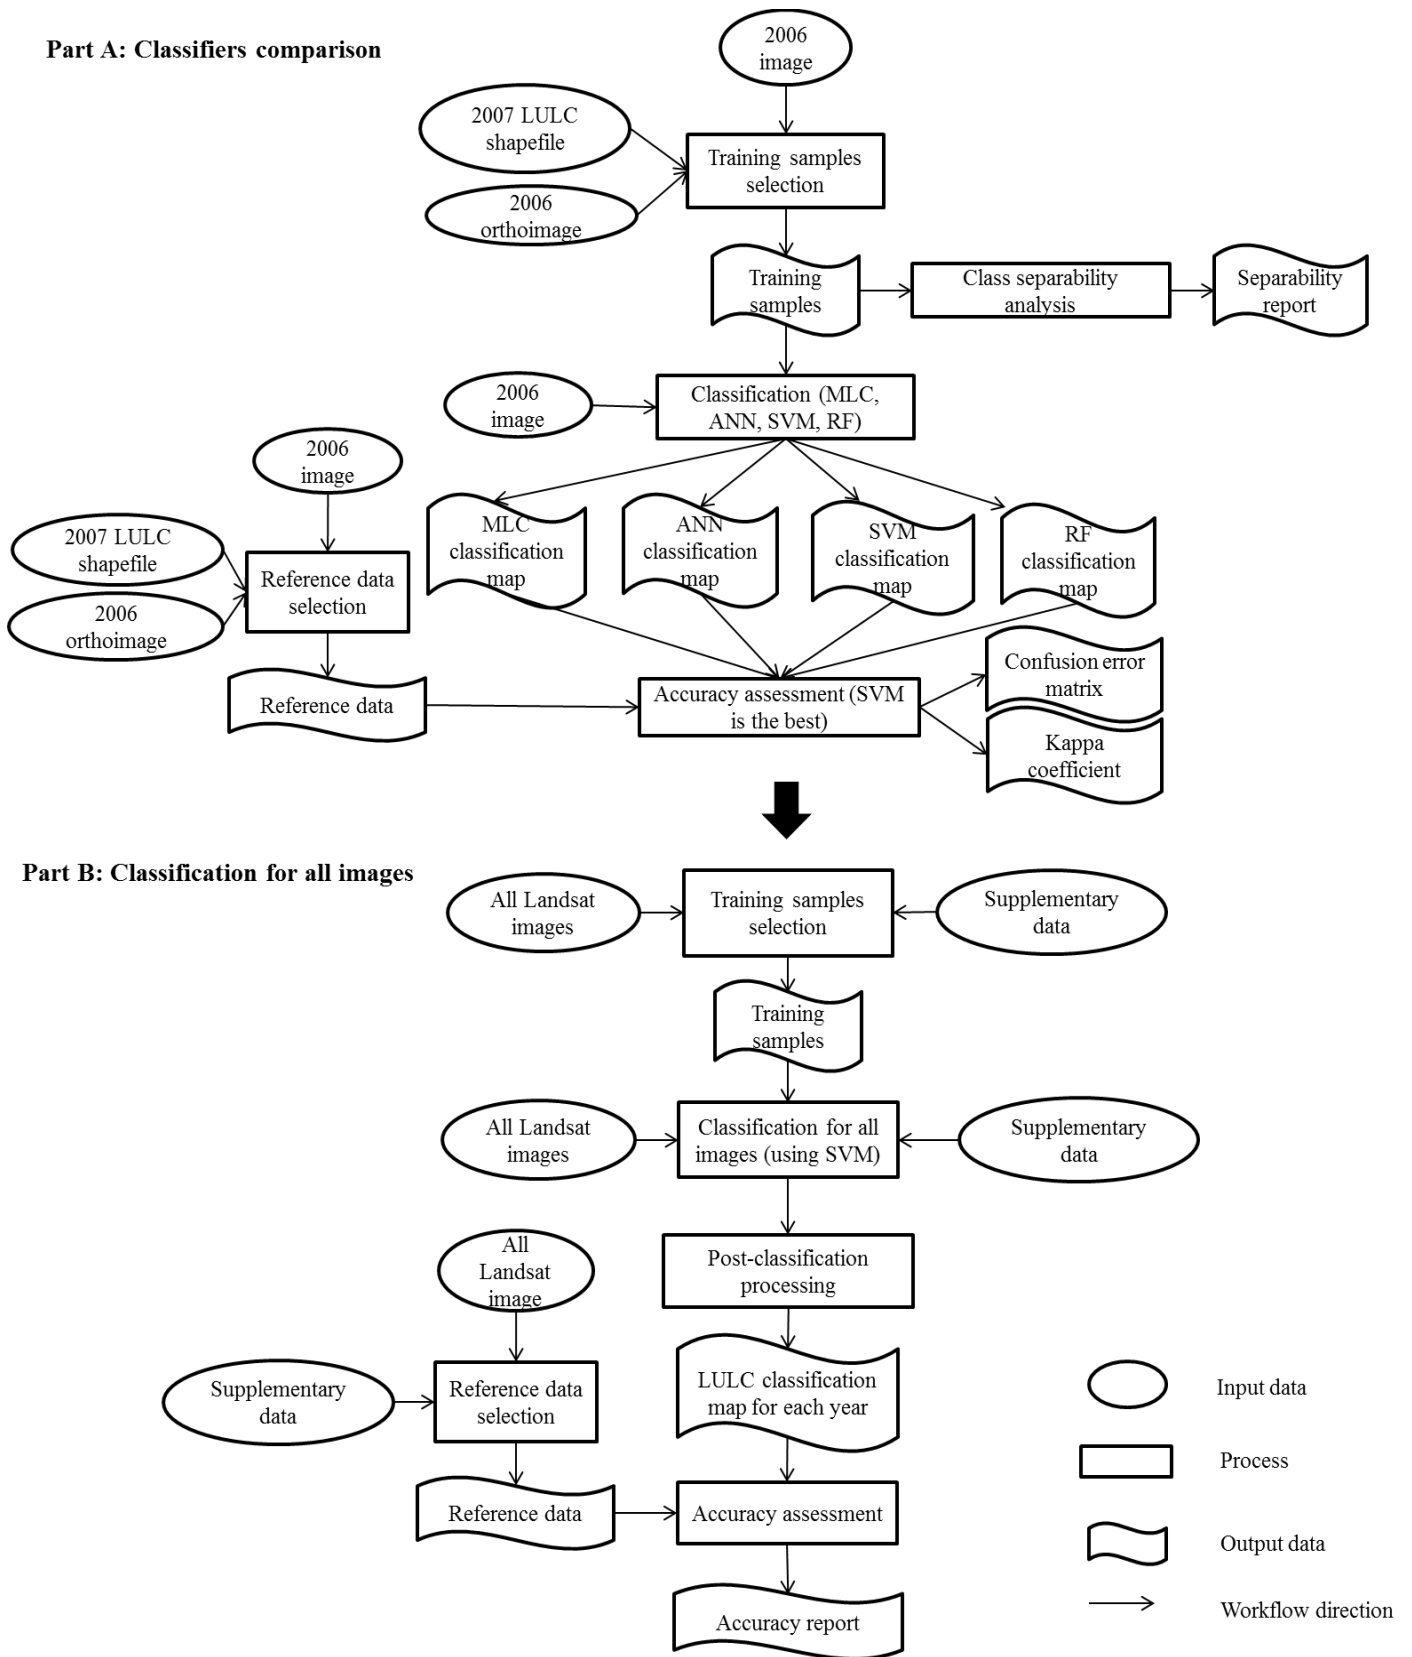 Part A: Classifiers comparison
2006
image
2007 LULC
shapefile
Training samples
selection
2006
orthoimage
Training
samples
Class separability
analysis
Separability
report
2006
image
Classification (MLC,
ANN, SVM, RF)
2006
image
MLC
classification
map
ANN
classification
map
SVM
classification
map
RF
classification
map
2007 LULC
shapefile
Reference data
selection
2006
orthoimage
Reference data
Accuracy assessment (SVM
is the best)
Confusion error
matrix
Kappa
coefficient
Part B: Classification for all images
All Landsat
images
Training samples
selection
Supplementary
data
Training
samples
All Landsat
images
Classification for all
images (using SVM)
Supplementary
data
All
Landsat
image
Post-classification
processing
Supplementary
data
Reference data
selection
LULC classification
map for each year
Reference data
Accuracy assessment
Accuracy report
Input data
Process
Output data
Workflow direction